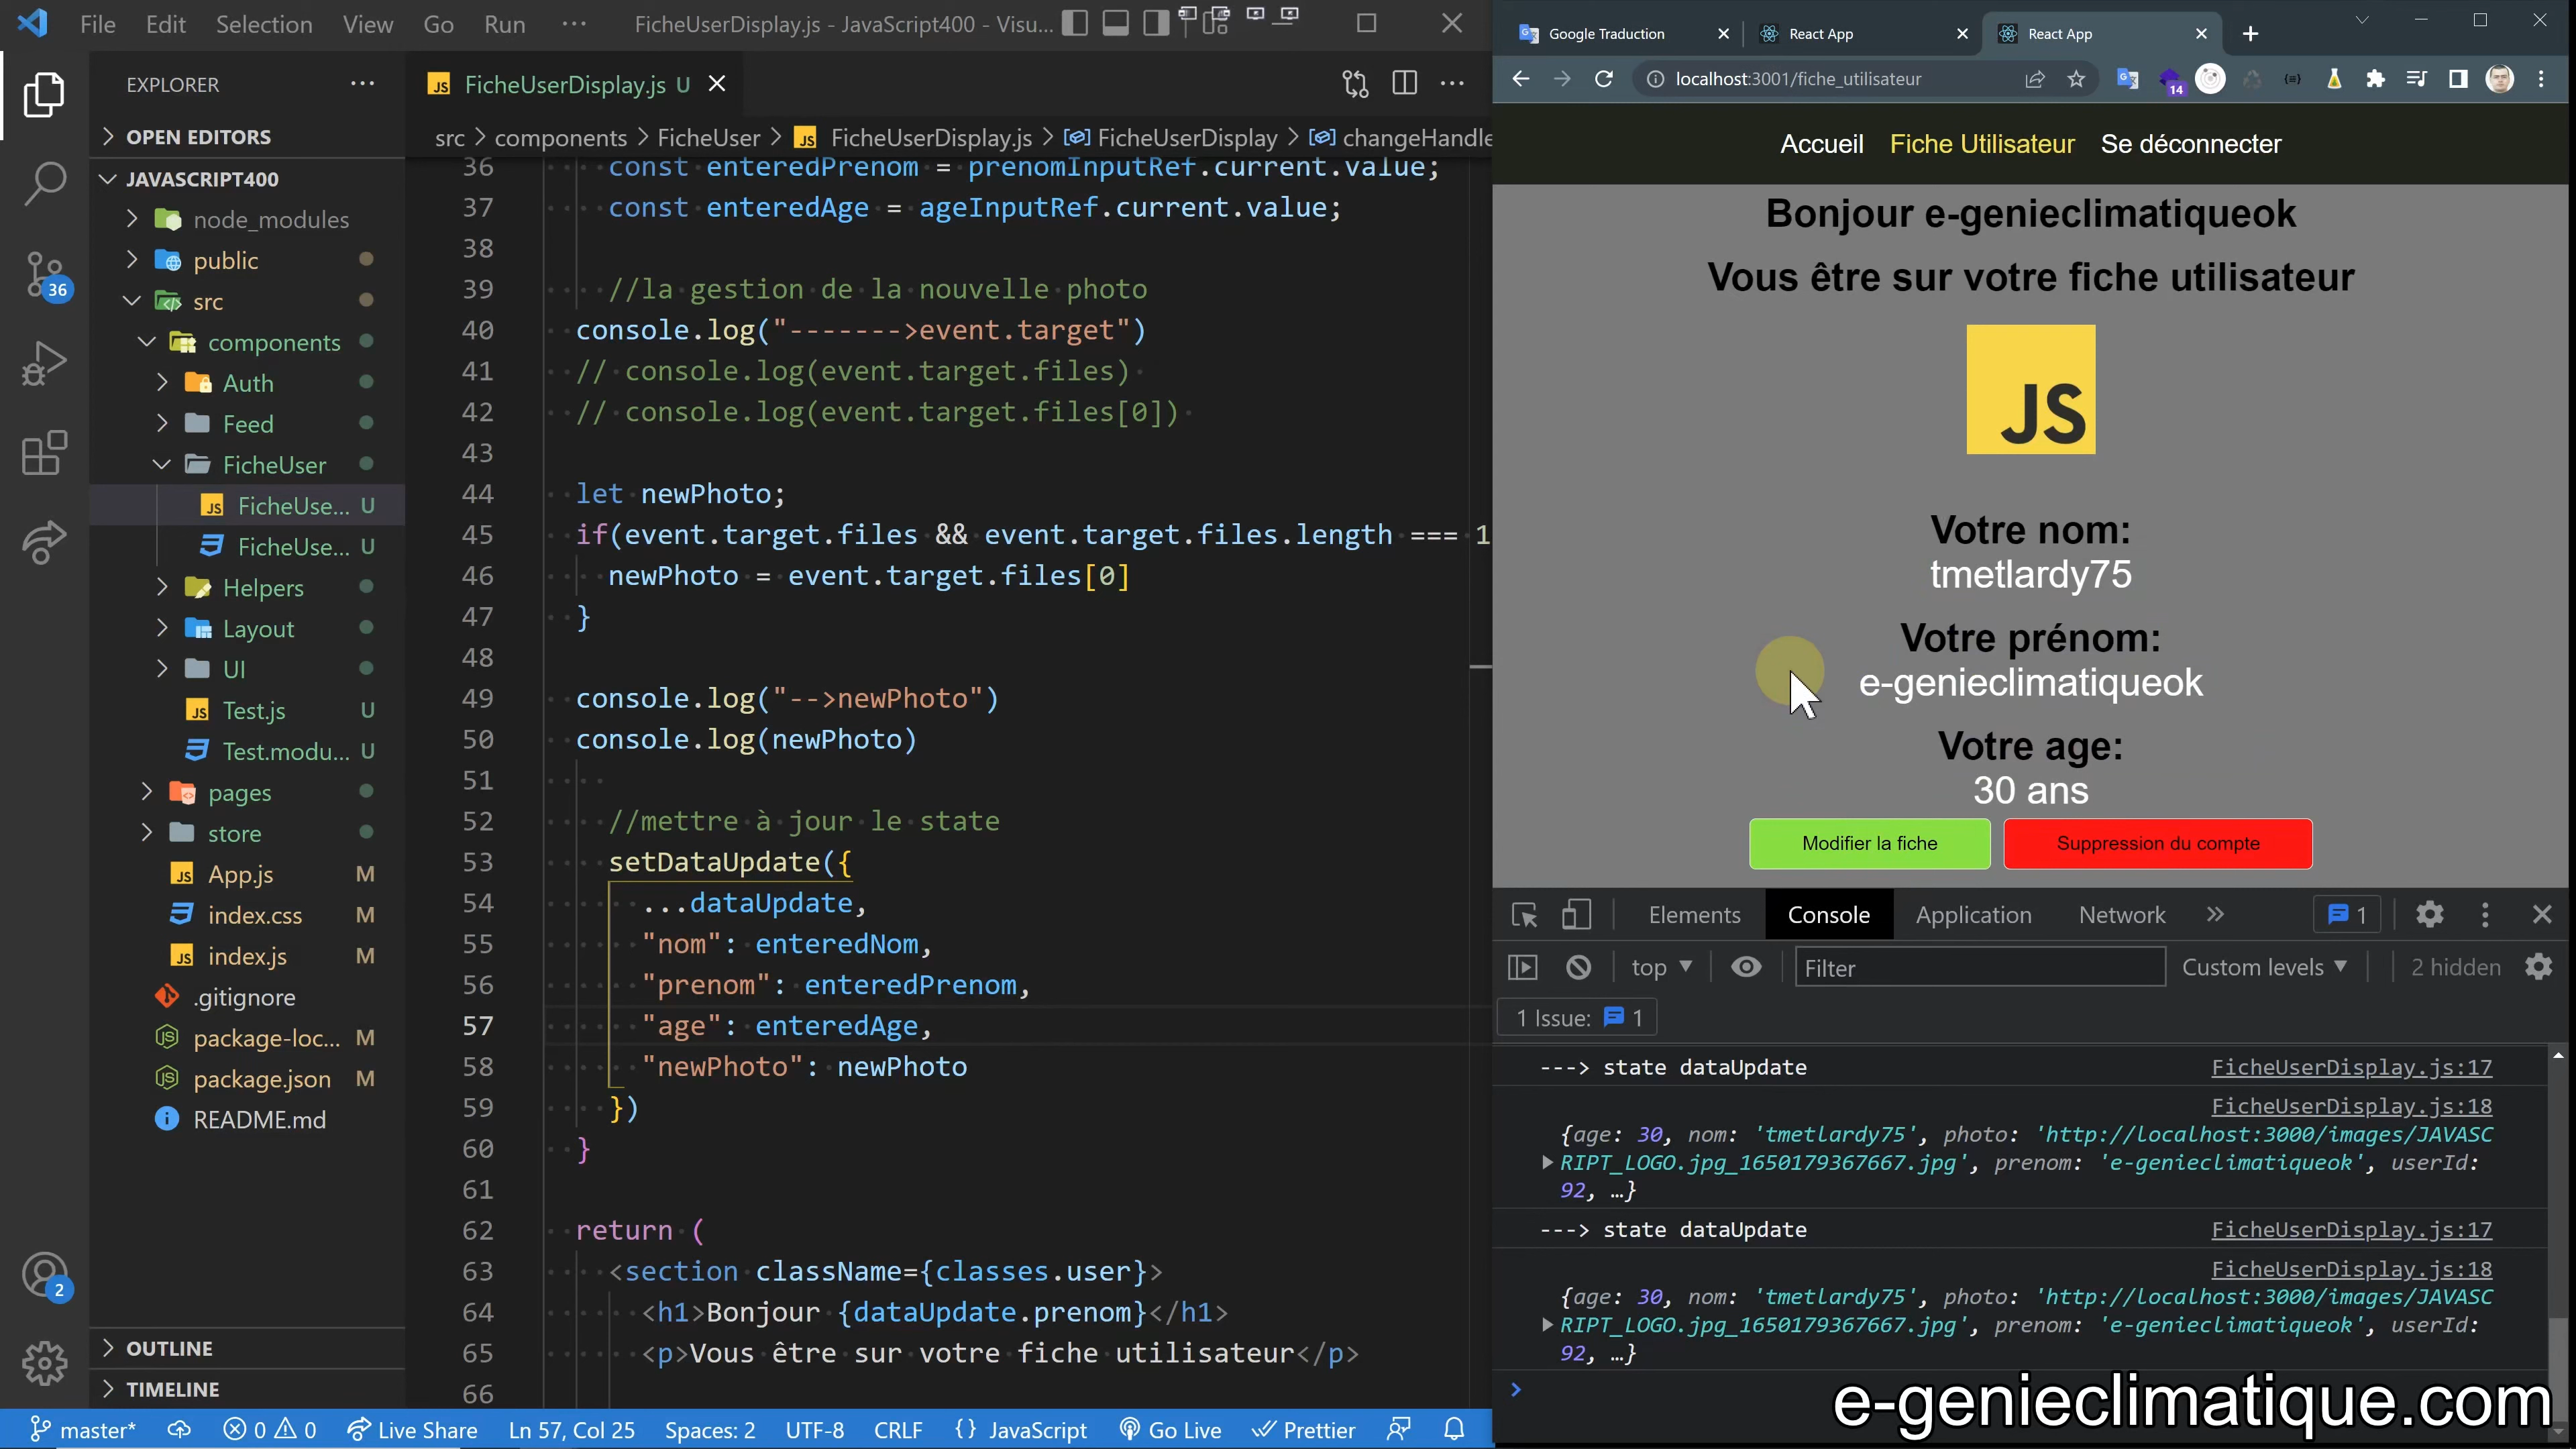 File Edit Selection View Go Run ··· FicheUserDisplay.js - JavaScript400 - Visu...
EXPLORER ···
OPEN EDITORS
JAVASCRIPT400
node_modules
public
src
components
Auth
Feed
FicheUser
FicheUse... U
FicheUse... U
Helpers
Layout
UI
Test.js U
Test.modu... U
pages
store
App.js M
index.css M
index.js M
.gitignore
package-loc... M
package.json M
README.md
OUTLINE
TIMELINE
36
2
JS FicheUserDisplay.js U
src > components > FicheUser > JS FicheUserDisplay.js > FicheUserDisplay > changeHandle
36 const enteredPrenom = prenomInputRef.current.value;
37 const enteredAge = ageInputRef.current.value;
38
39 //la gestion de la nouvelle photo
40 console.log("------->event.target")
41 // console.log(event.target.files)
42 // console.log(event.target.files[0])
43
44 let newPhoto;
45 if(event.target.files && event.target.files.length === 1
46 newPhoto = event.target.files[0]
47 }
48
49 console.log("-->newPhoto")
50 console.log(newPhoto)
51
52 //mettre à jour le state
53 setDataUpdate({
54 ...dataUpdate,
55 "nom": enteredNom,
56 "prenom": enteredPrenom,
57 "age": enteredAge,
58 "newPhoto": newPhoto
59 })
60 }
61
62 return (
63 <section className={classes.user}>
64 <h1>Bonjour {dataUpdate.prenom}</h1>
65 <p>Vous être sur votre fiche utilisateur</p>
66
master* 0 0 Live Share Ln 57, Col 25 Spaces: 2 UTF-8 CRLF {} JavaScript Go Live Prettier
Google Traduction React App React App
localhost:3001/fiche_utilisateur
14
Accueil Fiche Utilisateur Se déconnecter
Bonjour e-genieclimatiqueok
Vous être sur votre fiche utilisateur
JS
Votre nom:
tmetlardy75
Votre prénom:
e-genieclimatiqueok
Votre age:
30 ans
Modifier la fiche Suppression du compte
Elements Console Application Network » 1
top Filter Custom levels 2 hidden
1 Issue: 1
---> state dataUpdate FicheUserDisplay.js:17
FicheUserDisplay.js:18
{age: 30, nom: 'tmetlardy75', photo: 'http://localhost:3000/images/JAVASC
RIPT_LOGO.jpg_1650179367667.jpg', prenom: 'e-genieclimatiqueok', userId:
92, …}
---> state dataUpdate FicheUserDisplay.js:17
FicheUserDisplay.js:18
{age: 30, nom: 'tmetlardy75', photo: 'http://localhost:3000/images/JAVASC
RIPT_LOGO.jpg_1650179367667.jpg', prenom: 'e-genieclimatiqueok', userId:
92, …}
e-genieclimatique.com